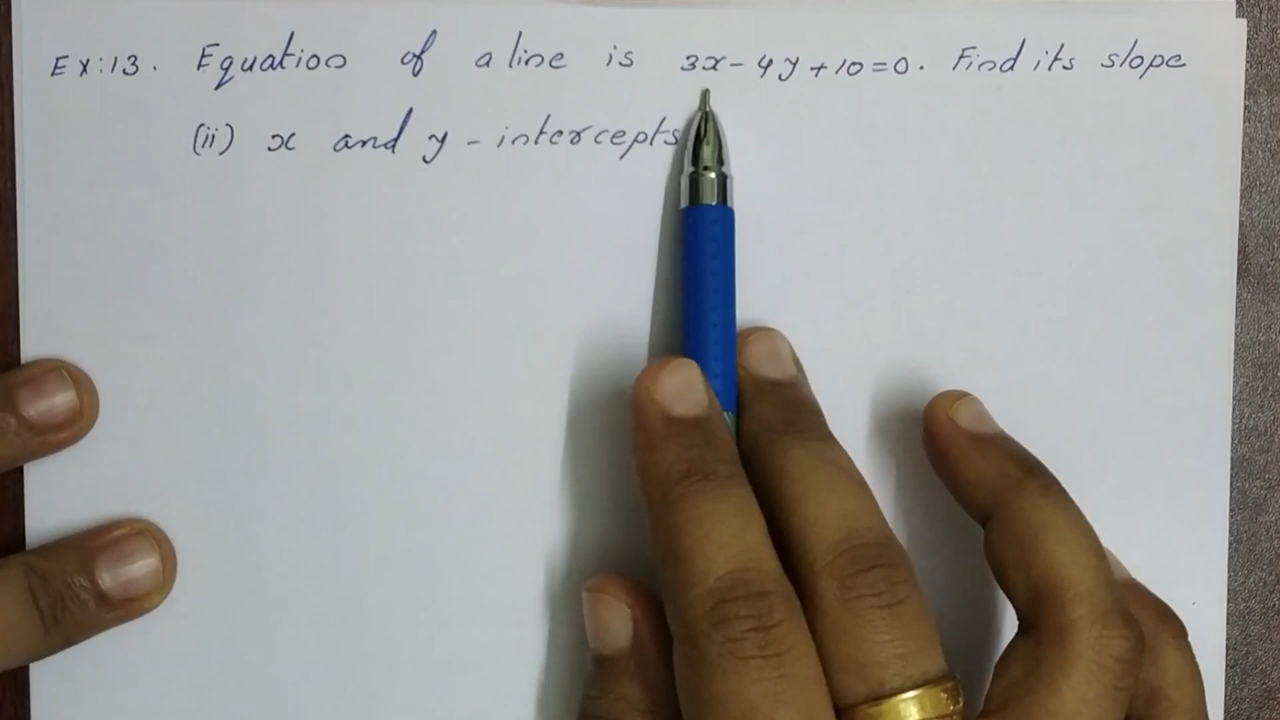 Ex:13. Equation of a line is 3x-4y+10=0. Find its slope
(ii) x and y-intercepts